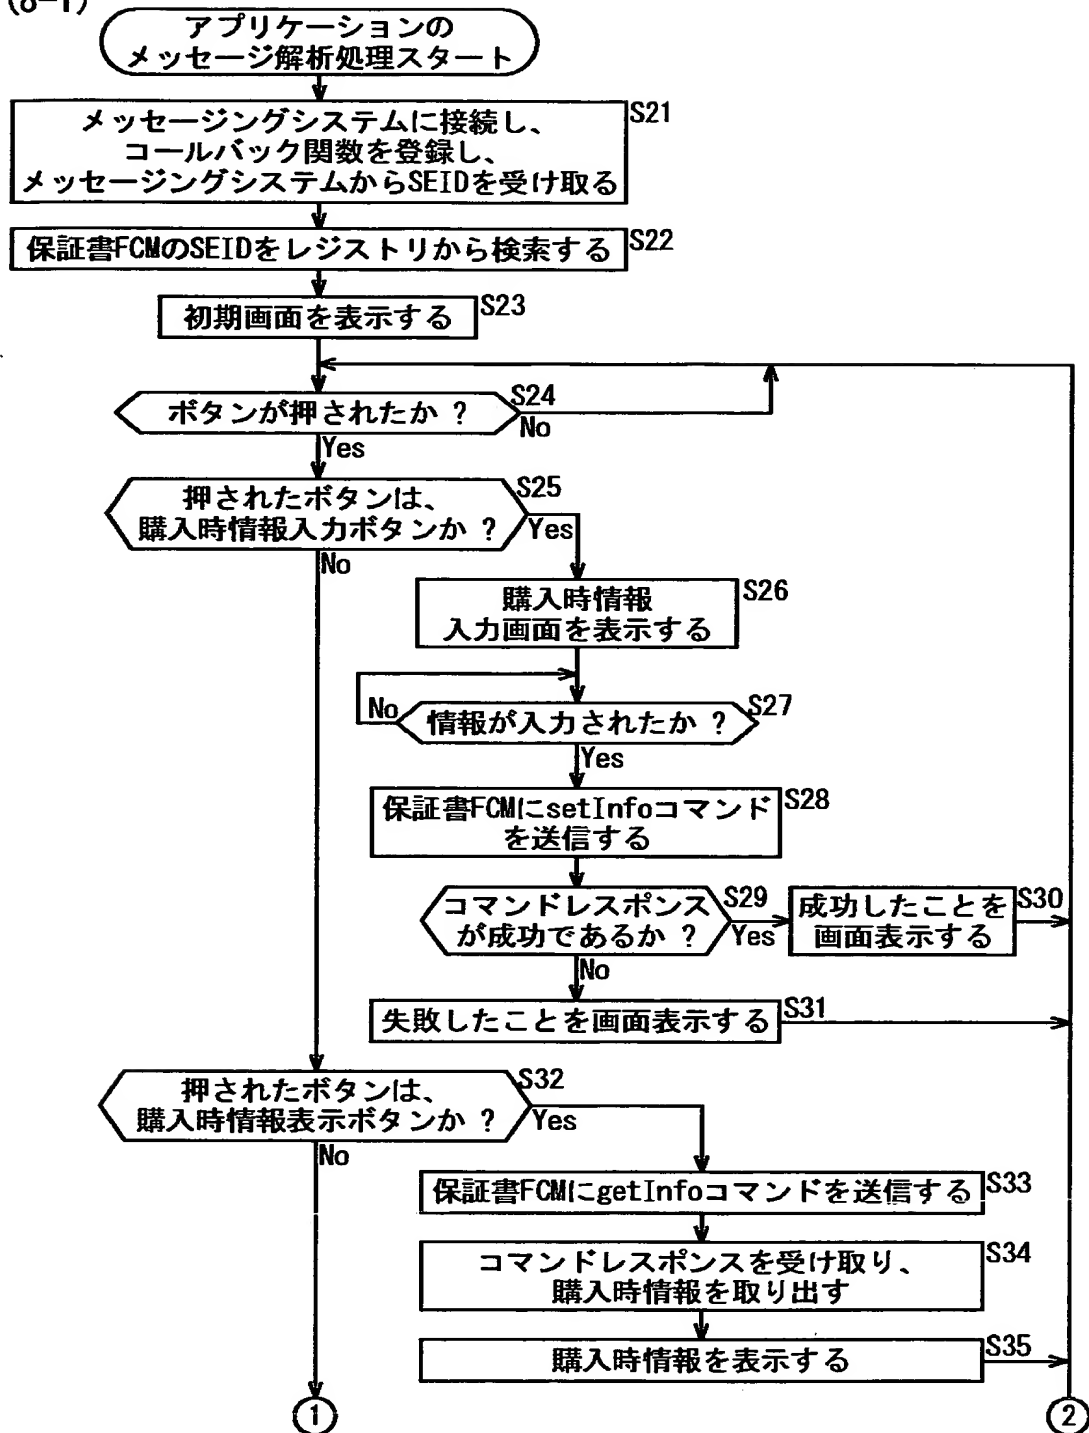 アプリケーションの
メッセージ解析処理スタート
S21
メッセージングシステムに接続し、
コールバック関数を登録し、
メッセージングシステムからSEIDを受け取る
S22
保証書FCMのSEIDをレジストリから検索する
S23
初期画面を表示する
S24
ボタンが押されたか ?
No
Yes
S25
押されたボタンは、
購入時情報入力ボタンか ?
Yes
No
S26
購入時情報
入力画面を表示する
S27
No
情報が入力されたか ?
Yes
S28
保証書FCMにsetInfoコマンド
を送信する
S29
コマンドレスポンス
が成功であるか ?
Yes
S30
成功したことを
画面表示する
No
S31
失敗したことを画面表示する
S32
押されたボタンは、
購入時情報表示ボタンか ?
Yes
No
S33
保証書FCMにgetInfoコマンドを送信する
S34
コマンドレスポンスを受け取り、
購入時情報を取り出す
S35
購入時情報を表示する
1
2